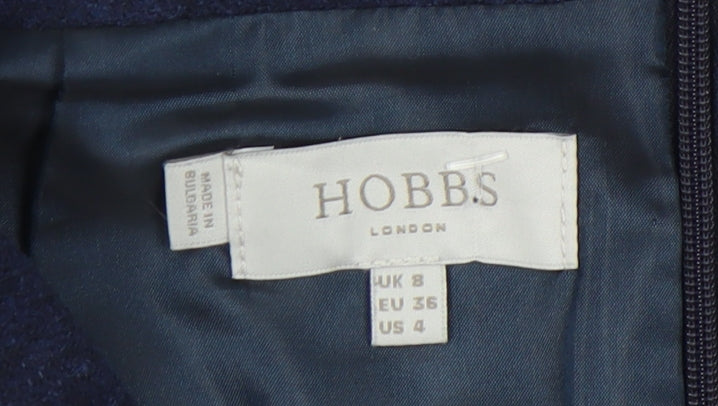 MADE IN
BULGARIA
HOBBS
LONDON
UK 8
EU 36
US 4